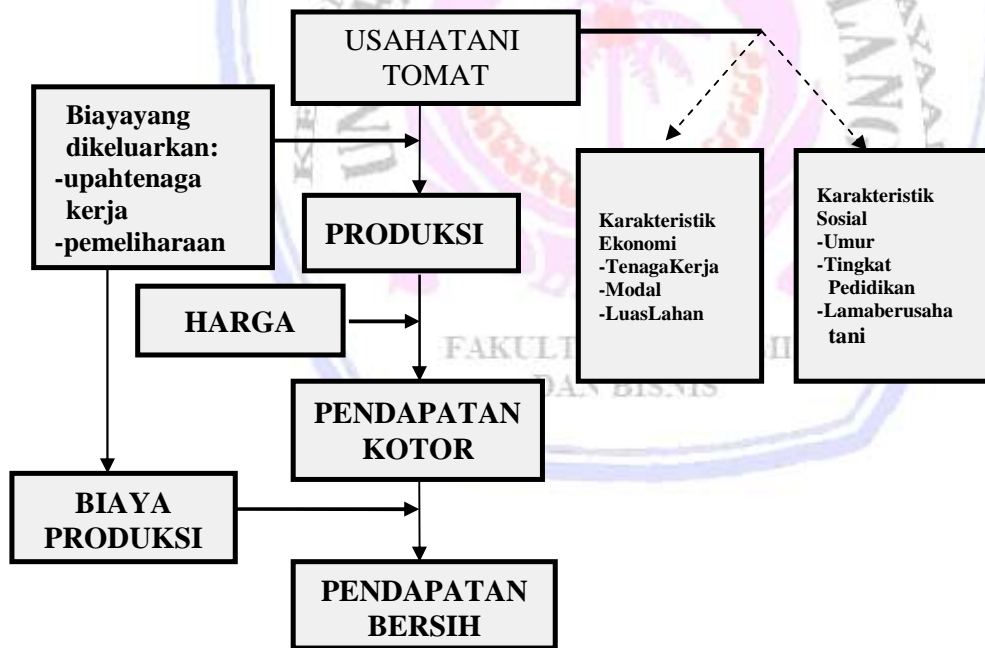 USAHATANI
TOMAT
Biayayang
dikeluarkan:
-upahtenaga
kerja
-pemeliharaan
PRODUKSI
Karakteristik
Ekonomi
-TenagaKerja
-Modal
-LuasLahan
Karakteristik
Sosial
-Umur
-Tingkat
Pedidikan
-Lamaberusaha
tani
HARGA
FAKULT
DAN BISNIS
PENDAPATAN
KOTOR
BIAYA
PRODUKSI
PENDAPATAN
BERSIH